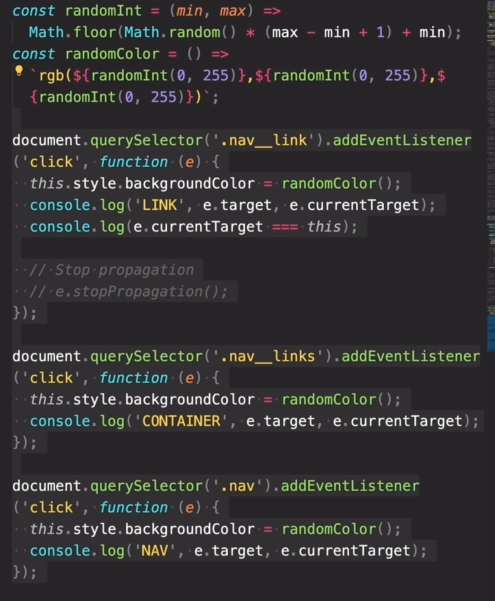 const randomInt = (min, max) =>
  Math.floor(Math.random() * (max - min + 1) + min);
const randomColor = () =>
  `rgb(${randomInt(0, 255)},${randomInt(0, 255)},$
  {randomInt(0, 255)})`;

document.querySelector('.nav__link').addEventListener
('click', function (e) {
  this.style.backgroundColor = randomColor();
  console.log('LINK', e.target, e.currentTarget);
  console.log(e.currentTarget === this);

  // Stop propagation
  // e.stopPropagation();
});

document.querySelector('.nav__links').addEventListener
('click', function (e) {
  this.style.backgroundColor = randomColor();
  console.log('CONTAINER', e.target, e.currentTarget);
});

document.querySelector('.nav').addEventListener
('click', function (e) {
  this.style.backgroundColor = randomColor();
  console.log('NAV', e.target, e.currentTarget);
});